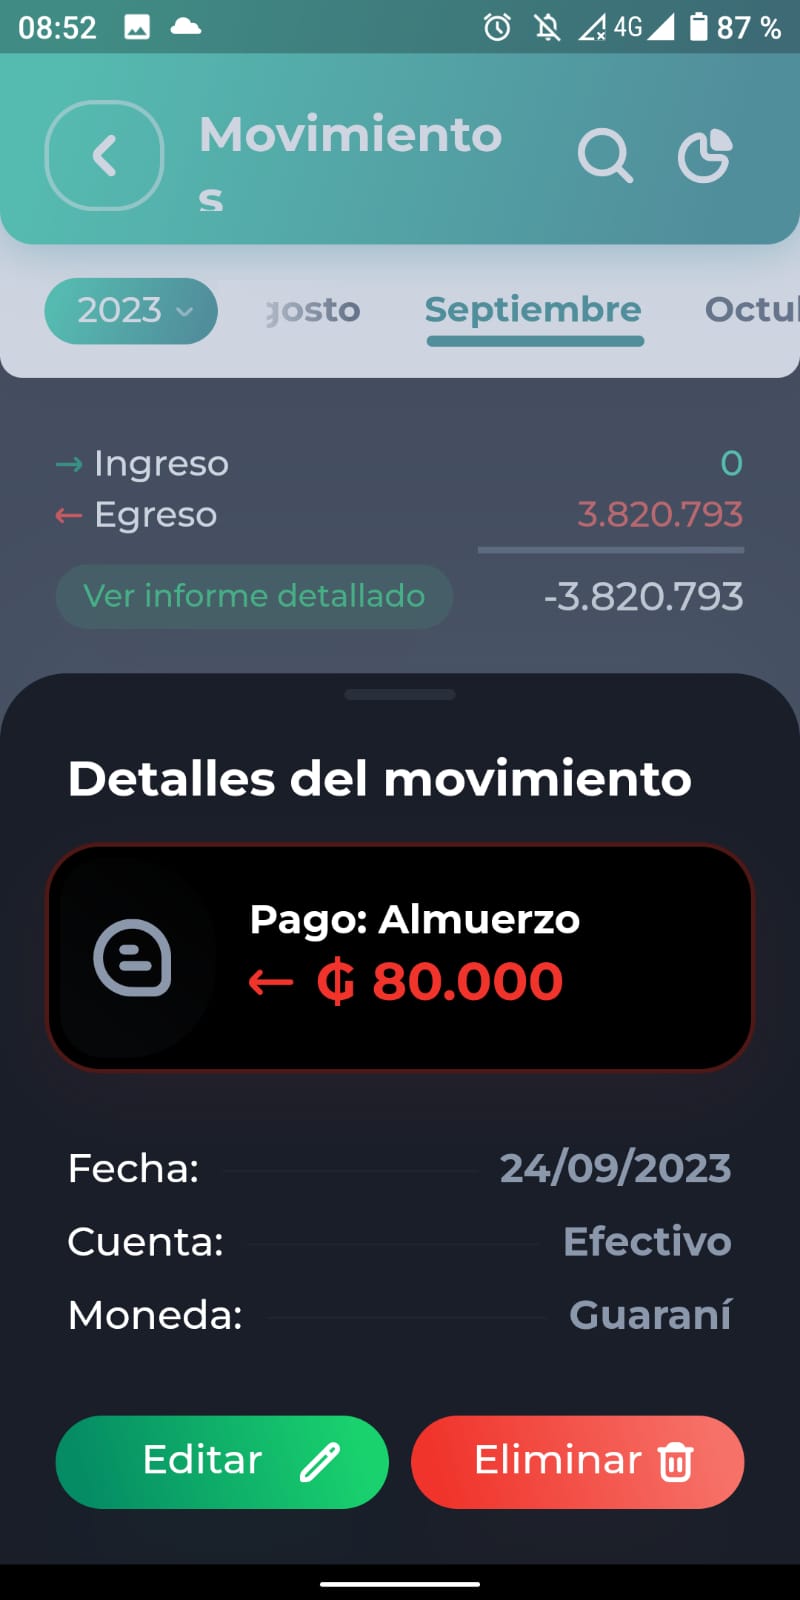 08:52 4G 87 %
Movimiento
s
2023 gosto Septiembre Octu
→ Ingreso 0
← Egreso 3.820.793
Ver informe detallado -3.820.793
Detalles del movimiento
Pago: Almuerzo
← ₲ 80.000
Fecha: 24/09/2023
Cuenta: Efectivo
Moneda: Guaraní
Editar Eliminar